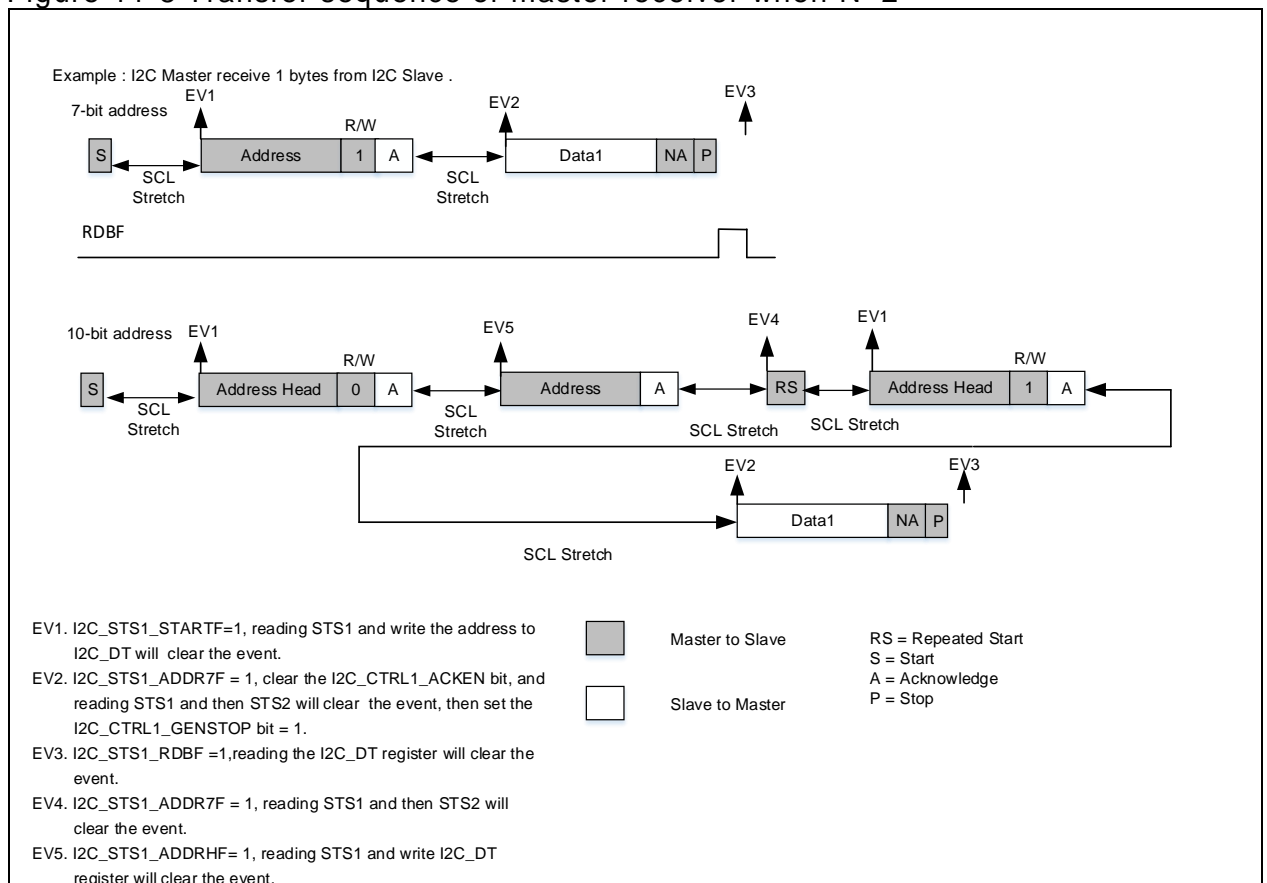 Figure 11-8 Transfer sequence of master receiver when N=2
Example : I2C Master receive 1 bytes from I2C Slave .
7-bit address
EV1
EV2
EV3
R/W
S
Address
1
A
Data1
NA
P
SCL
Stretch
SCL
Stretch
RDBF
10-bit address
EV1
EV5
EV4
EV1
R/W
R/W
S
Address Head
0
A
Address
A
RS
Address Head
1
A
SCL
Stretch
SCL
Stretch
SCL Stretch
SCL Stretch
EV2
EV3
Data1
NA
P
SCL Stretch
EV1. I2C_STS1_STARTF=1, reading STS1 and write the address to
I2C_DT will clear the event.
EV2. I2C_STS1_ADDR7F = 1, clear the I2C_CTRL1_ACKEN bit, and
reading STS1 and then STS2 will clear the event, then set the
I2C_CTRL1_GENSTOP bit = 1.
EV3. I2C_STS1_RDBF =1,reading the I2C_DT register will clear the
event.
EV4. I2C_STS1_ADDR7F = 1, reading STS1 and then STS2 will
clear the event.
EV5. I2C_STS1_ADDRHF= 1, reading STS1 and write I2C_DT
register will clear the event.
Master to Slave
Slave to Master
RS = Repeated Start
S = Start
A = Acknowledge
P = Stop